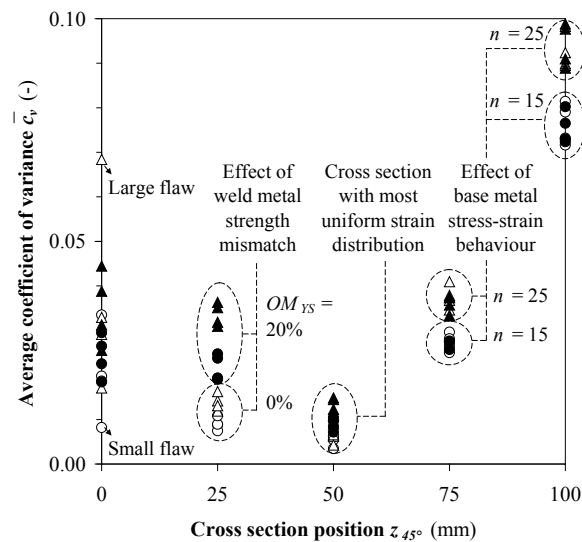 Average coefficient of variance c̄ᵥ (-)
0.10
0.05
0.00
0
25
50
75
100
Cross section position z₄₅° (mm)
Large flaw
Small flaw
Effect of
weld metal
strength
mismatch
OM_YS =
20%
0%
Cross section
with most
uniform strain
distribution
Effect of
base metal
stress-strain
behaviour
n = 25
n = 15
n = 25
n = 15